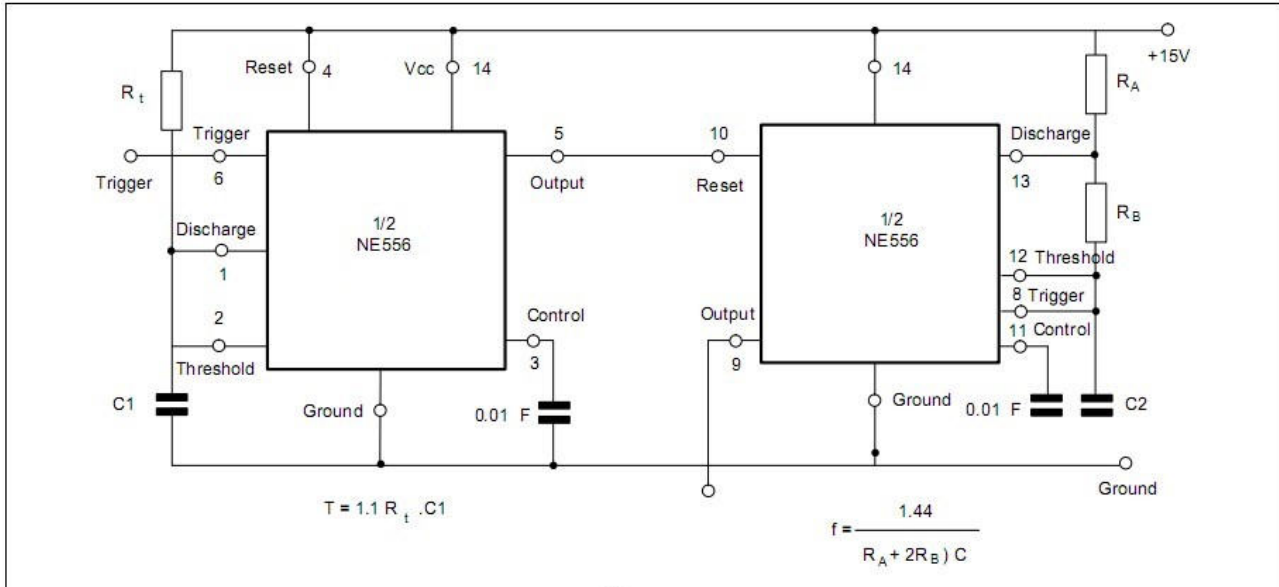 +15V
Reset
4
Vcc
14
14
R t
R A
Trigger
6
Trigger
5
Output
10
Reset
Discharge
13
1/2
NE556
1/2
NE556
R B
Discharge
1
12
Threshold
8
Trigger
11
Control
2
Threshold
Control
3
Output
9
C1
Ground
0.01 F
Ground
0.01 F
C2
Ground
T = 1.1 R t .C1
f = 1.44
R A + 2R B ) C